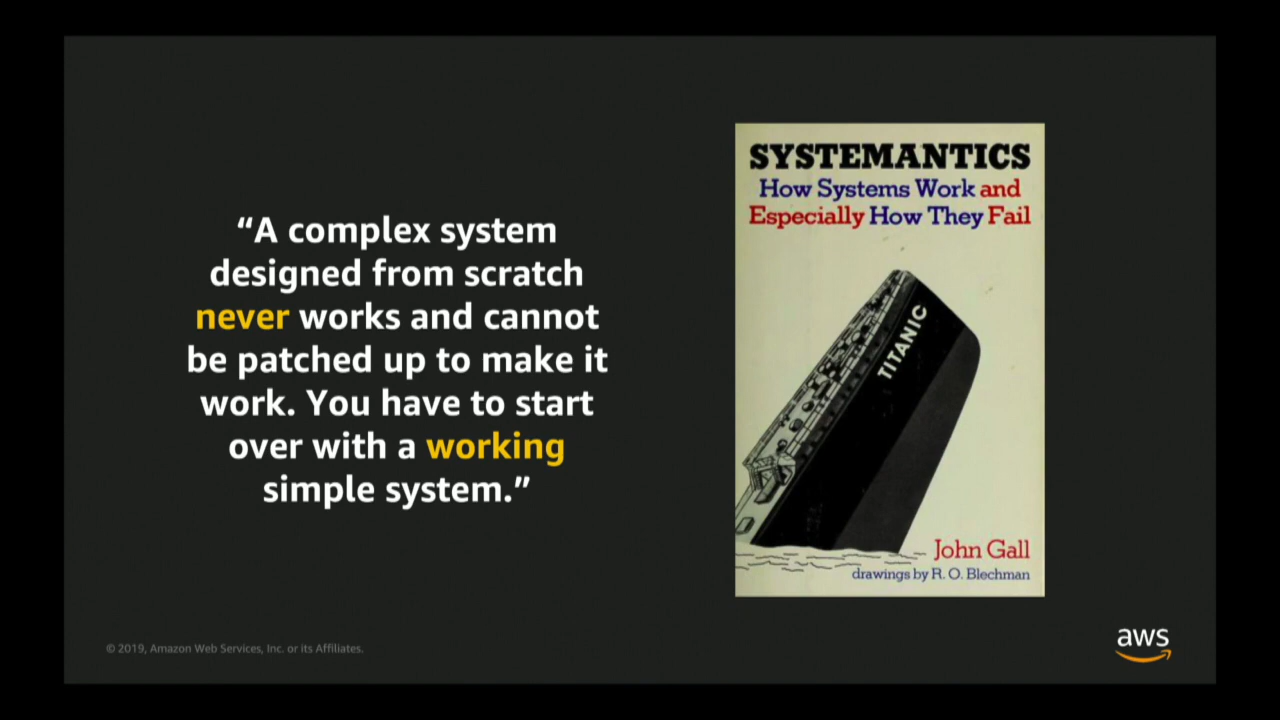 “A complex system
designed from scratch
never works and cannot
be patched up to make it
work. You have to start
over with a working
simple system.”
SYSTEMANTICS
How Systems Work and
Especially How They Fail
TITANIC
John Gall
drawings by R. O. Blechman
© 2019, Amazon Web Services, Inc. or its Affiliates.
aws